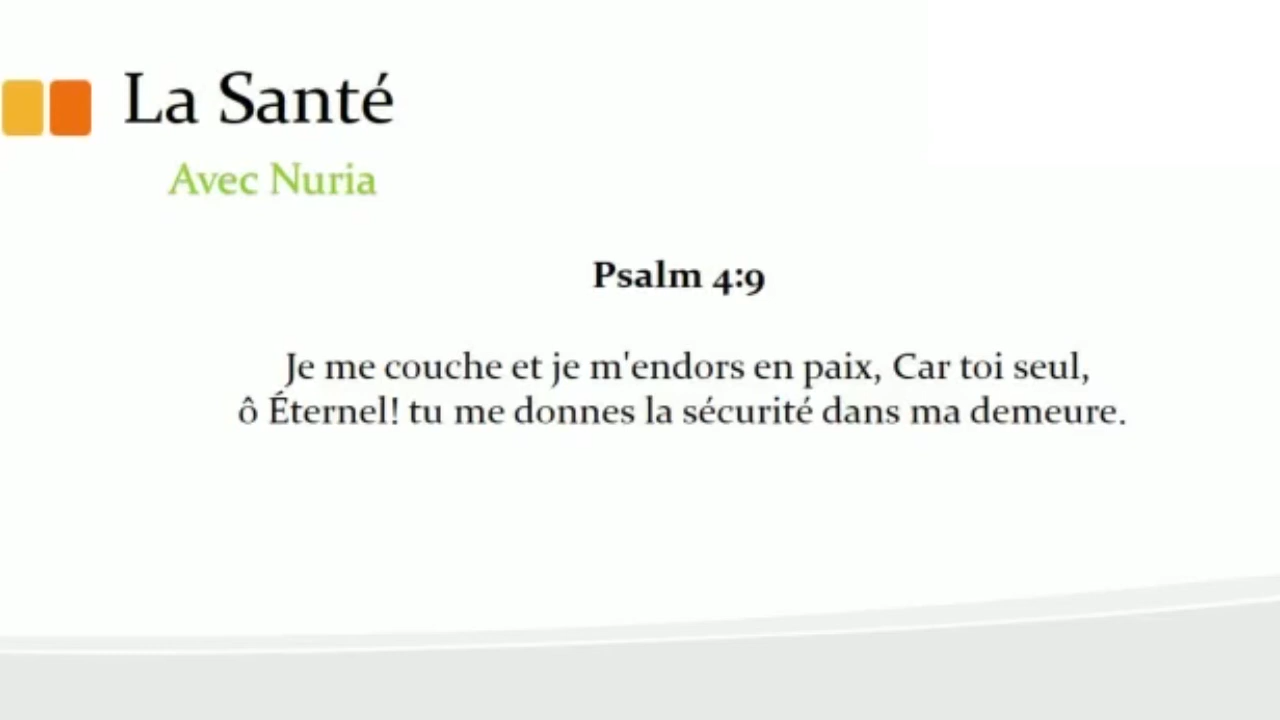 La Santé
Avec Nuria
Psalm 4:9
Je me couche et je m'endors en paix, Car toi seul,
ô Éternel! tu me donnes la sécurité dans ma demeure.